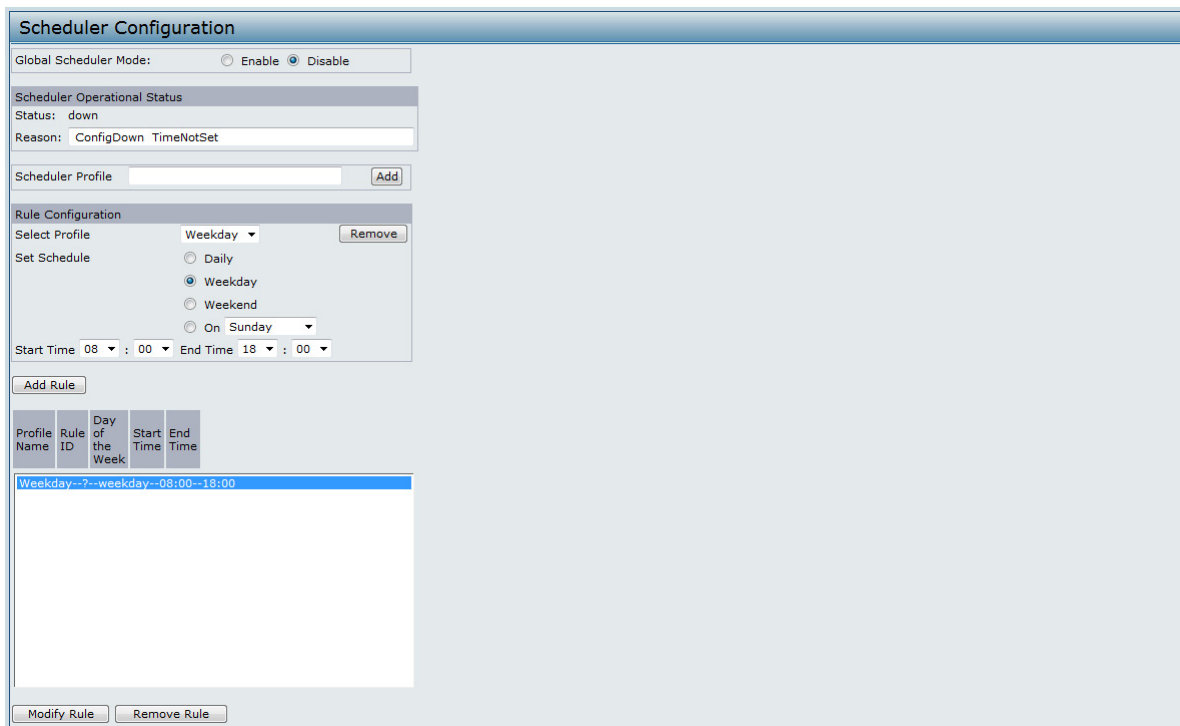 Scheduler Configuration
Global Scheduler Mode: Enable Disable
Scheduler Operational Status
Status: down
Reason: ConfigDown TimeNotSet
Scheduler Profile Add
Rule Configuration
Select Profile Weekday Remove
Set Schedule Daily
Weekday
Weekend
On Sunday
Start Time 08 : 00 End Time 18 : 00
Add Rule
Profile Name Rule ID Day of the Week Start Time End Time
Weekday--?--weekday--08:00--18:00
Modify Rule Remove Rule